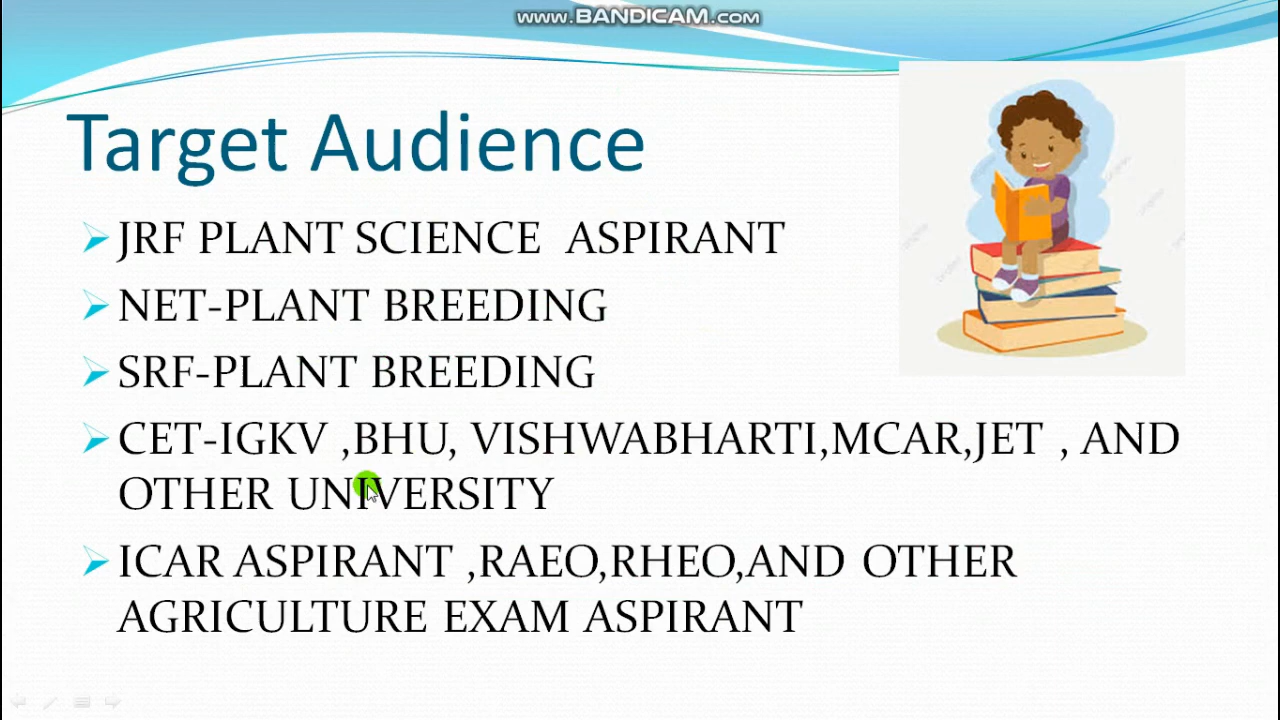 www.BANDICAM.com
Target Audience
JRF PLANT SCIENCE ASPIRANT
NET-PLANT BREEDING
SRF-PLANT BREEDING
CET-IGKV ,BHU, VISHWABHARTI,MCAR,JET , AND
OTHER UNIVERSITY
ICAR ASPIRANT ,RAEO,RHEO,AND OTHER
AGRICULTURE EXAM ASPIRANT